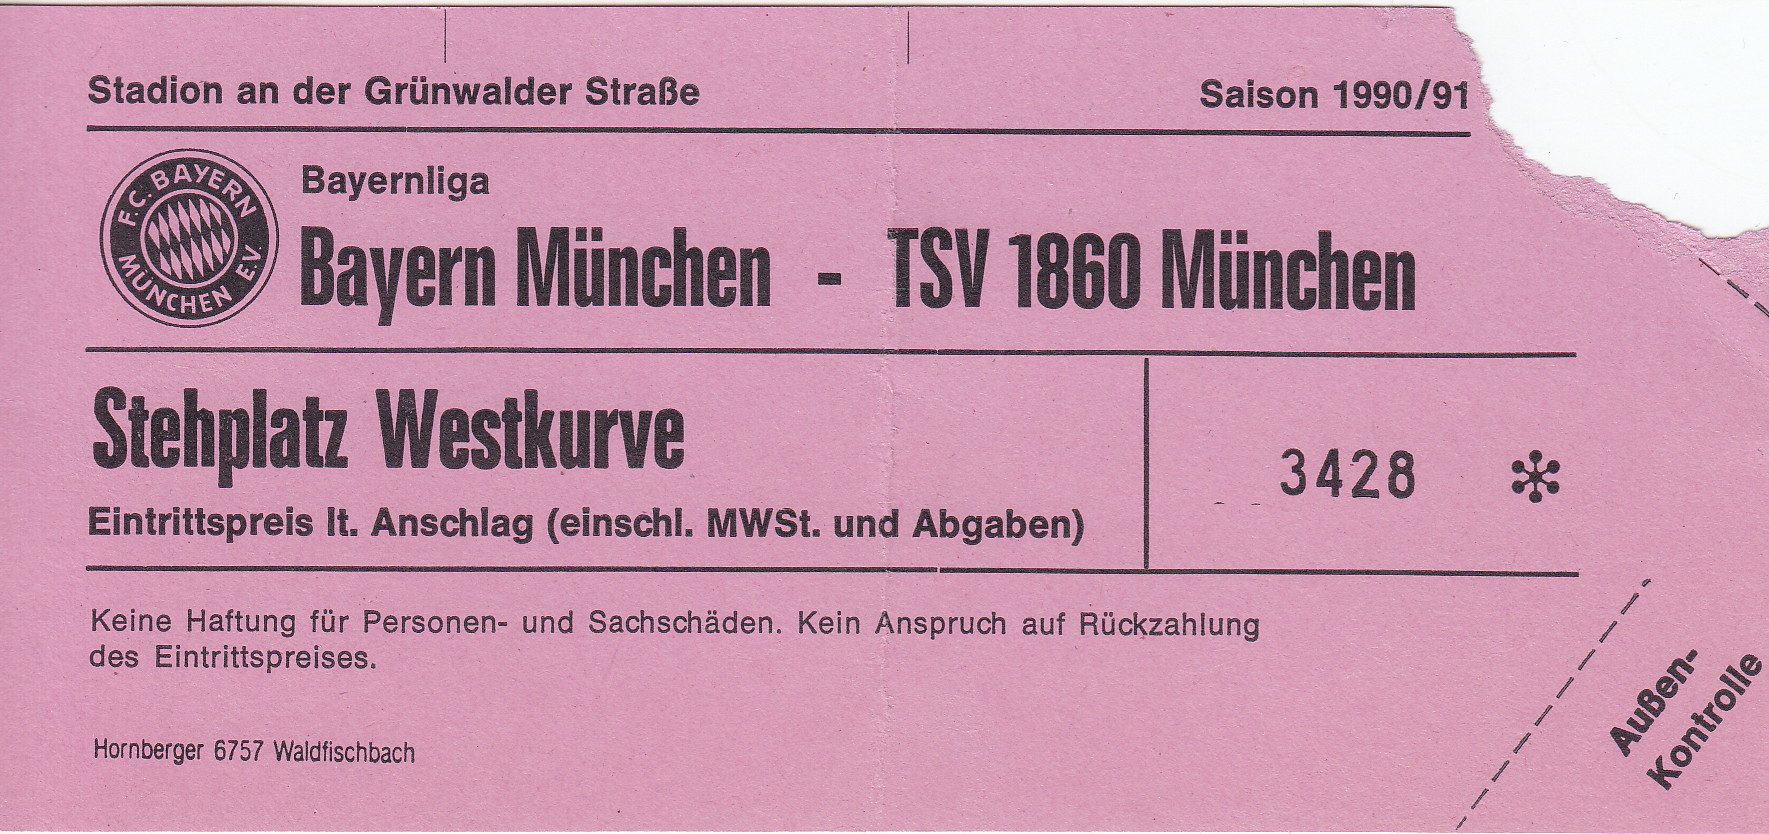 Stadion an der Grünwalder Straße
Saison 1990/91
F.C. BAYERN
MÜNCHEN E.V.
Bayernliga
Bayern München - TSV 1860 München
Stehplatz Westkurve
Eintrittspreis lt. Anschlag (einschl. MWSt. und Abgaben)
3428 *
Keine Haftung für Personen- und Sachschäden. Kein Anspruch auf Rückzahlung
des Eintrittspreises.
Hornberger 6757 Waldfischbach
Außen-
Kontrolle